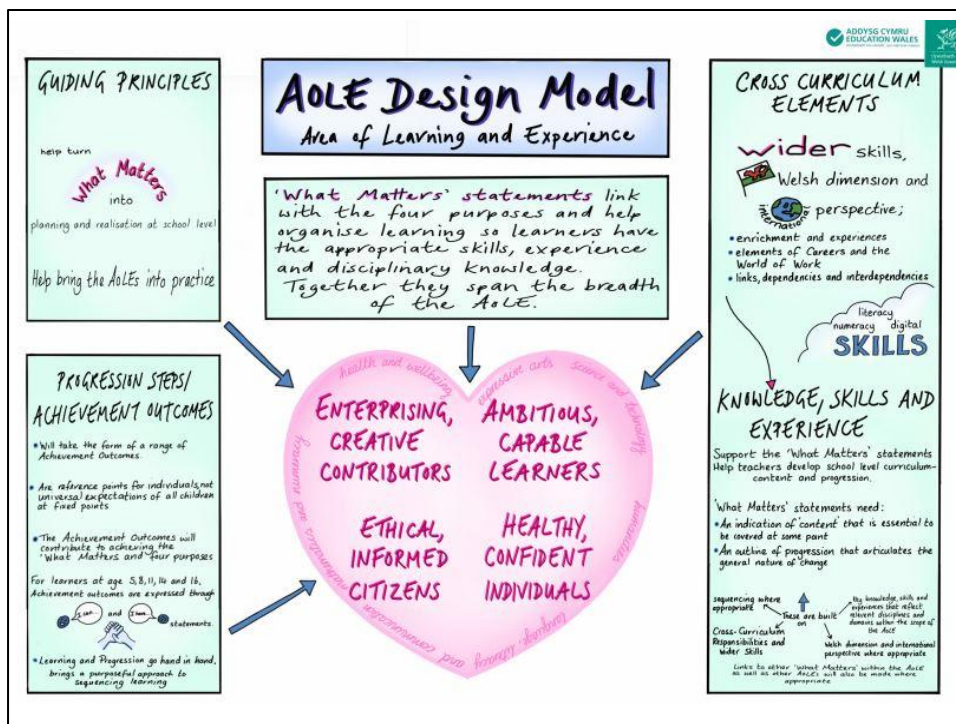 ADDYSG CYMRU
EDUCATION WALES
GUIDING PRINCIPLES
help turn
What Matters
into
planning and realisation at school level
Help bring the AoLEs into practice
AOLE Design Model
Area of Learning and Experience
'What Matters' statements link
with the four purposes and help
organise learning so learners have
the appropriate skills, experience
and disciplinary knowledge.
Together they span the breadth
of the AoLE.
CROSS CURRICULUM
ELEMENTS
wider skills,
Welsh dimension and
international perspective;
• enrichment and experiences
• elements of Careers and the
World of Work
• links, dependencies and interdependencies
literacy
numeracy digital
SKILLS
PROGRESSION STEPS/
ACHIEVEMENT OUTCOMES
• Will take the form of a range of
Achievement Outcomes.
• Are reference points for individuals, not
universal expectations of all children
at fixed points
• The Achievement Outcomes will
contribute to achieving the
'What Matters and four purposes
For learners at age 5, 8, 11, 14 and 16.
Achievement outcomes are expressed through
I can and I have
statements.
• Learning and Progression go hand in hand,
brings a purposeful approach to
sequencing learning
health and wellbeing
expressive arts
science and technology
humanities
language, literacy and communication
mathematics and numeracy
ENTERPRISING,
CREATIVE
CONTRIBUTORS
AMBITIOUS,
CAPABLE
LEARNERS
ETHICAL,
INFORMED
CITIZENS
HEALTHY,
CONFIDENT
INDIVIDUALS
KNOWLEDGE, SKILLS AND
EXPERIENCE
Support the 'What Matters' statements
Help teachers develop school level curriculum-
content and progression.
'What Matters' statements need:
• An indication of 'content' that is essential to
be covered at some point
• An outline of progression that articulates the
general nature of change
sequencing where
appropriate
These are built
on
Key knowledge, skills and
experiences that reflect
relevant disciplines and
domains within the scope of
the AoLE
Cross-Curriculum
Responsibilities and
Wider Skills
Welsh dimension and international
perspective where appropriate
Links to other 'What Matters' within the AoLE
as well as other AoLE's will also be made where
appropriate